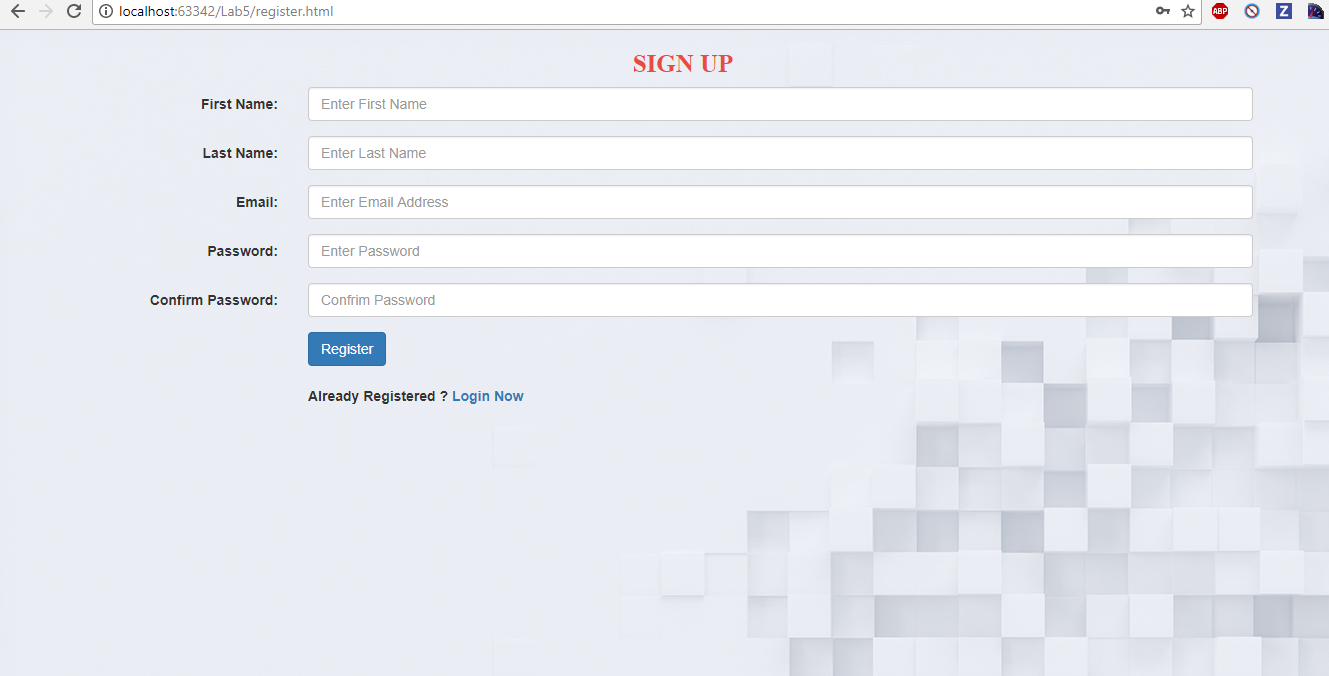 localhost:63342/Lab5/register.html
ABP
Z
SIGN UP
First Name: Enter First Name
Last Name: Enter Last Name
Email: Enter Email Address
Password: Enter Password
Confirm Password: Confrim Password
Register
Already Registered ? Login Now